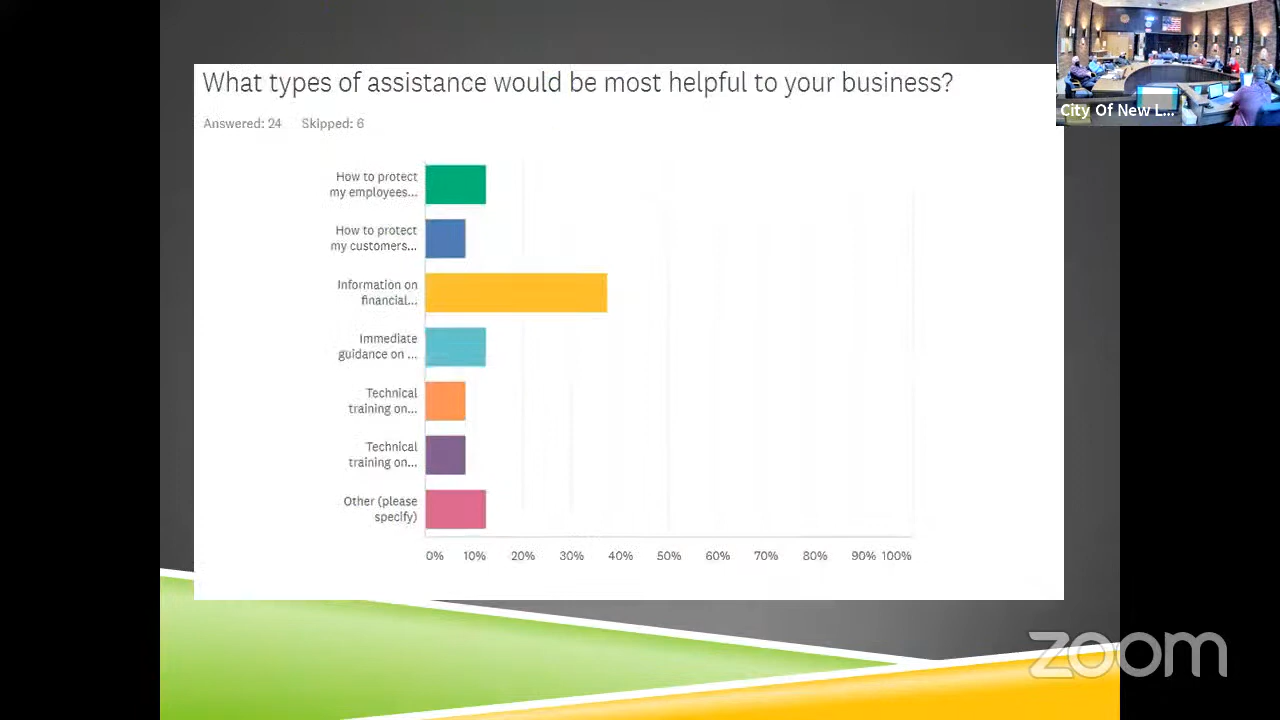 What types of assistance would be most helpful to your business?
Answered: 24 Skipped: 6
How to protect
my employees...
How to protect
my customers...
Information on
financial...
Immediate
guidance on ...
Technical
training on...
Technical
training on...
Other (please
specify)
0% 10% 20% 30% 40% 50% 60% 70% 80% 90% 100%
City Of New L...
zoom